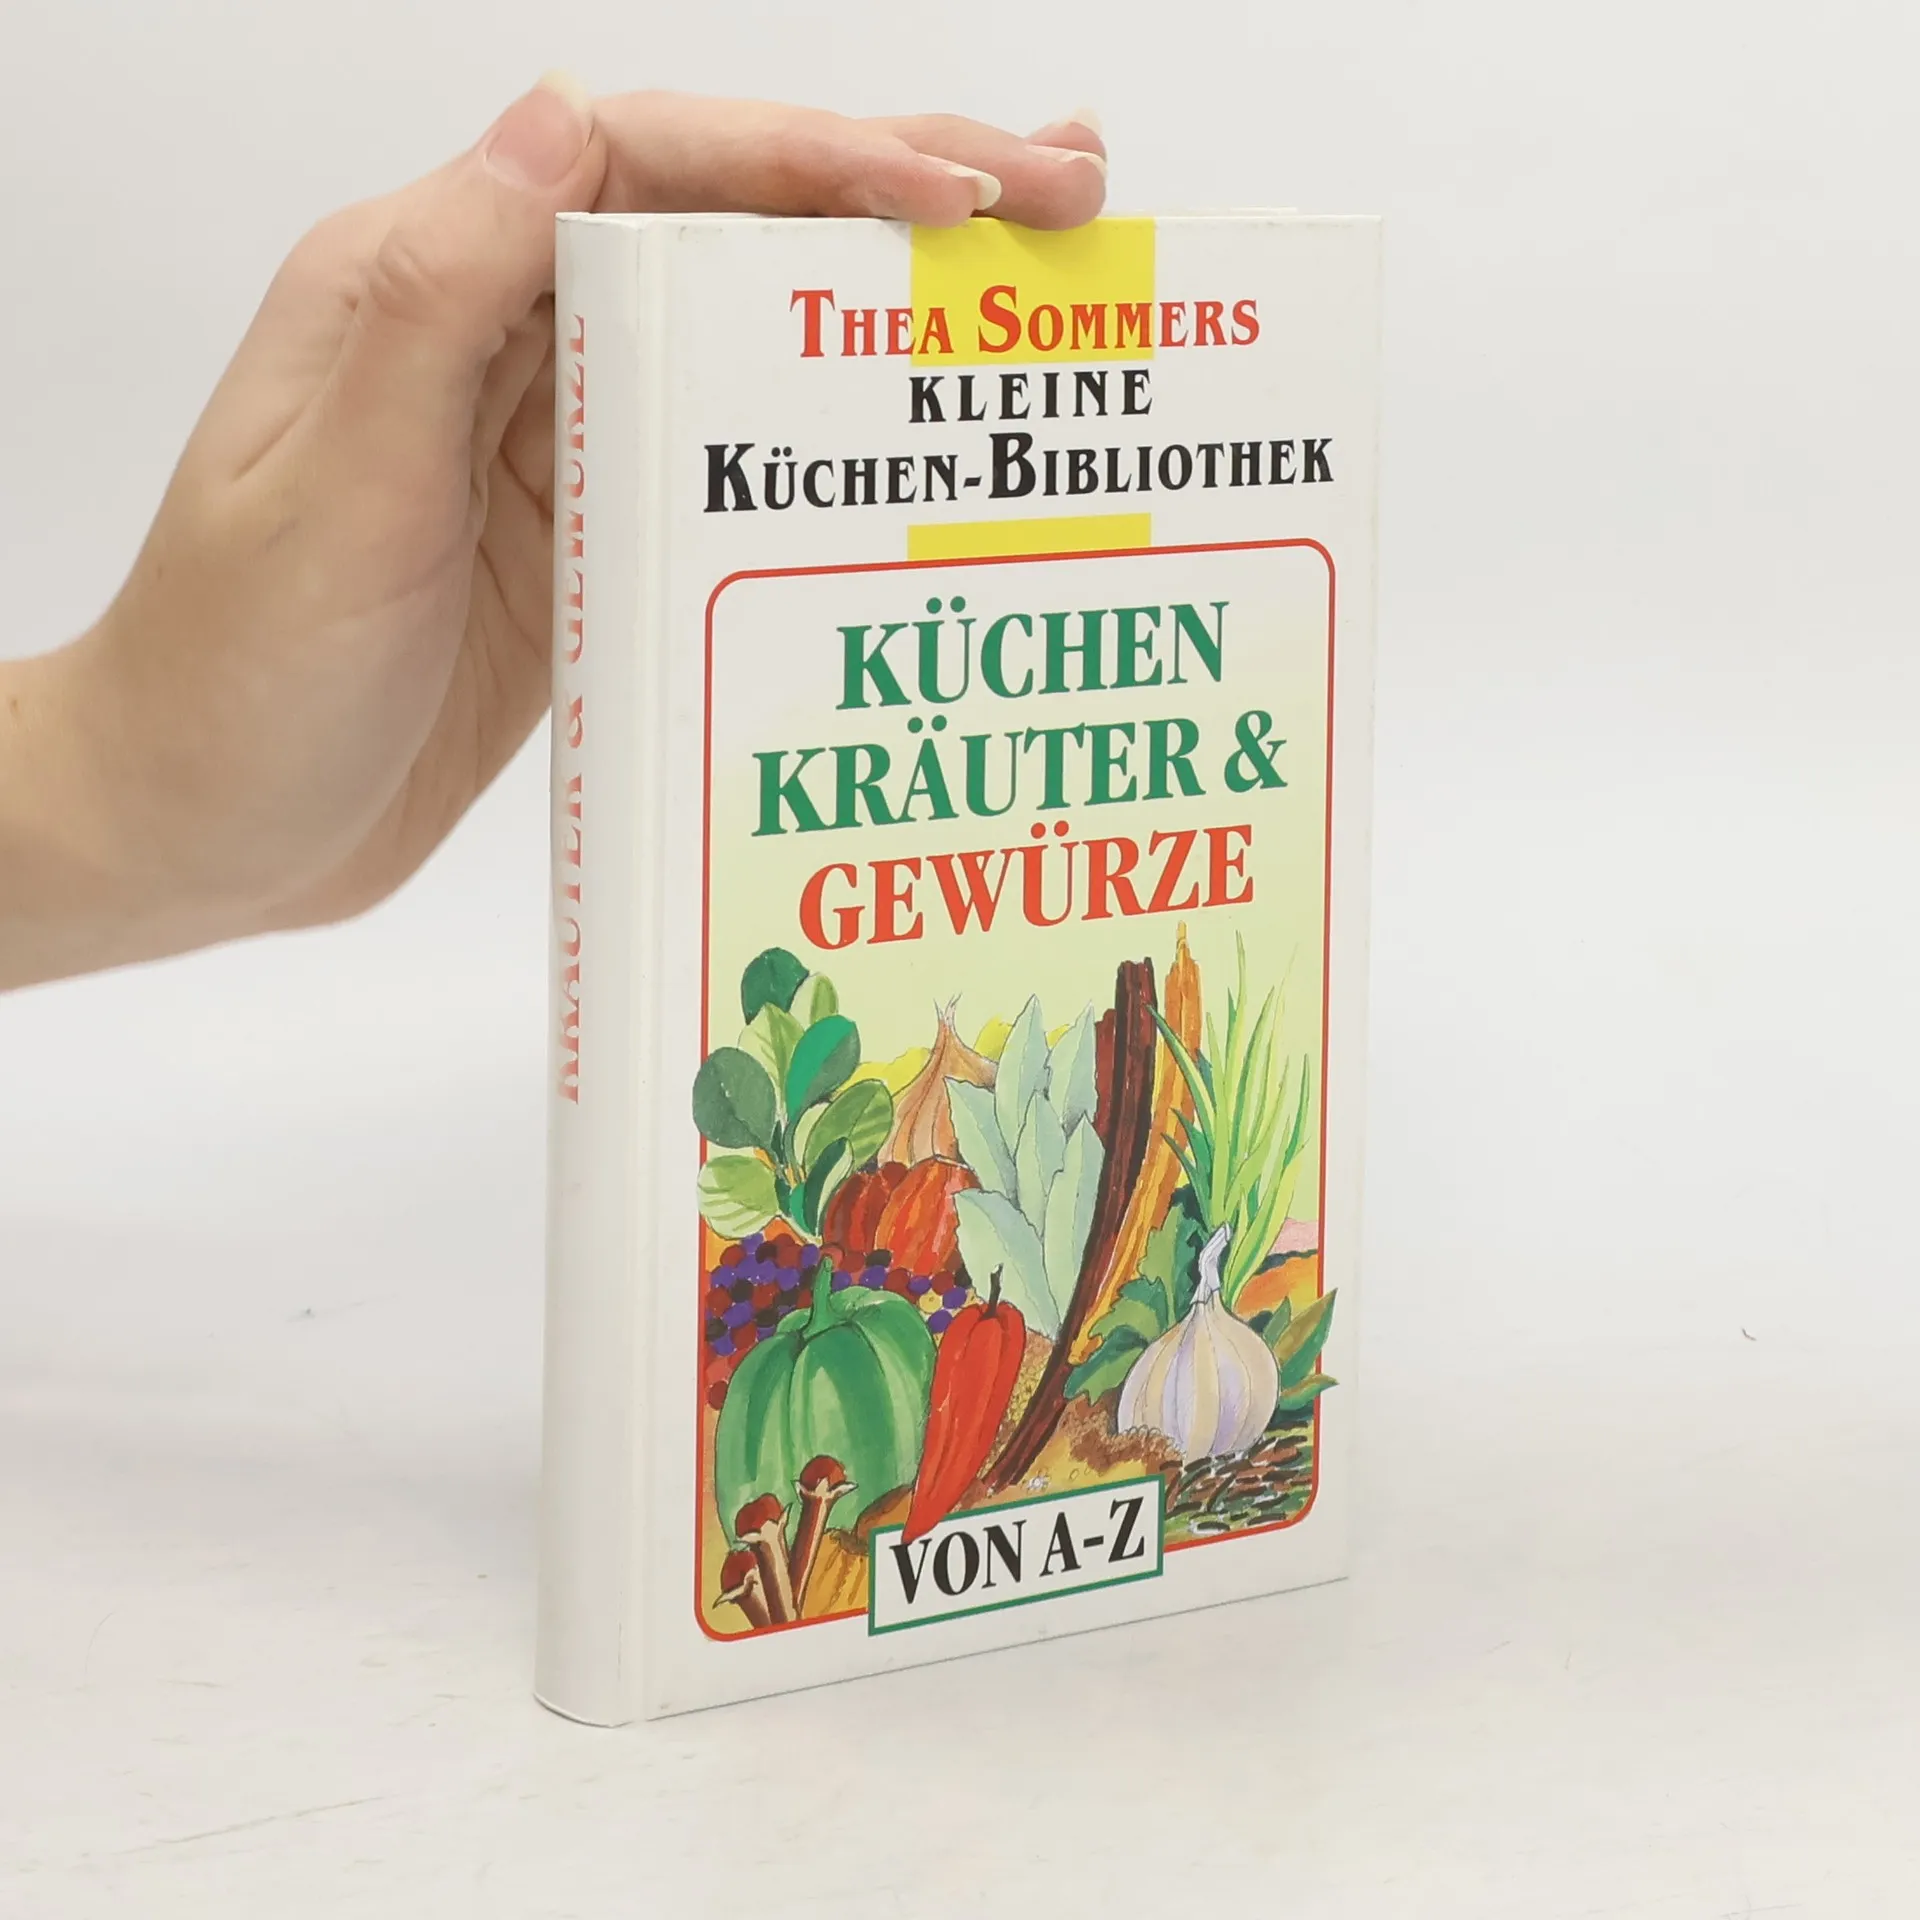 THEA SOMMERS
KLEINE
KÜCHEN-BIBLIOTHEK
KÜCHEN
KRÄUTER &
GEWÜRZE
VON A-Z
KRÄUTER & GEWÜRZE